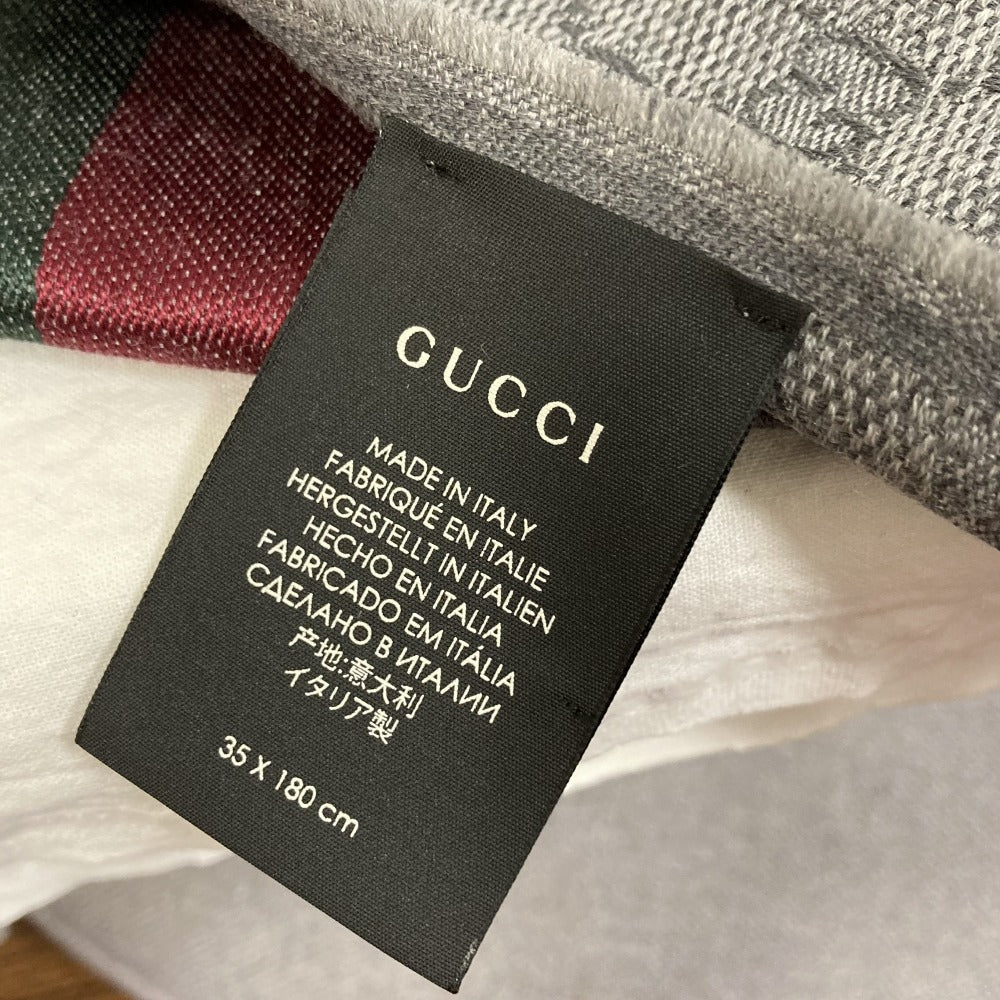 GUCCI
MADE IN ITALY
FABRIQUÉ EN ITALIE
HERGESTELLT IN ITALIEN
HECHO EN ITALIA
FABRICADO EM ITÁLIA
СДЕЛАНО В ИТАЛИИ
产地:意大利
イタリア製
35 X 180 cm